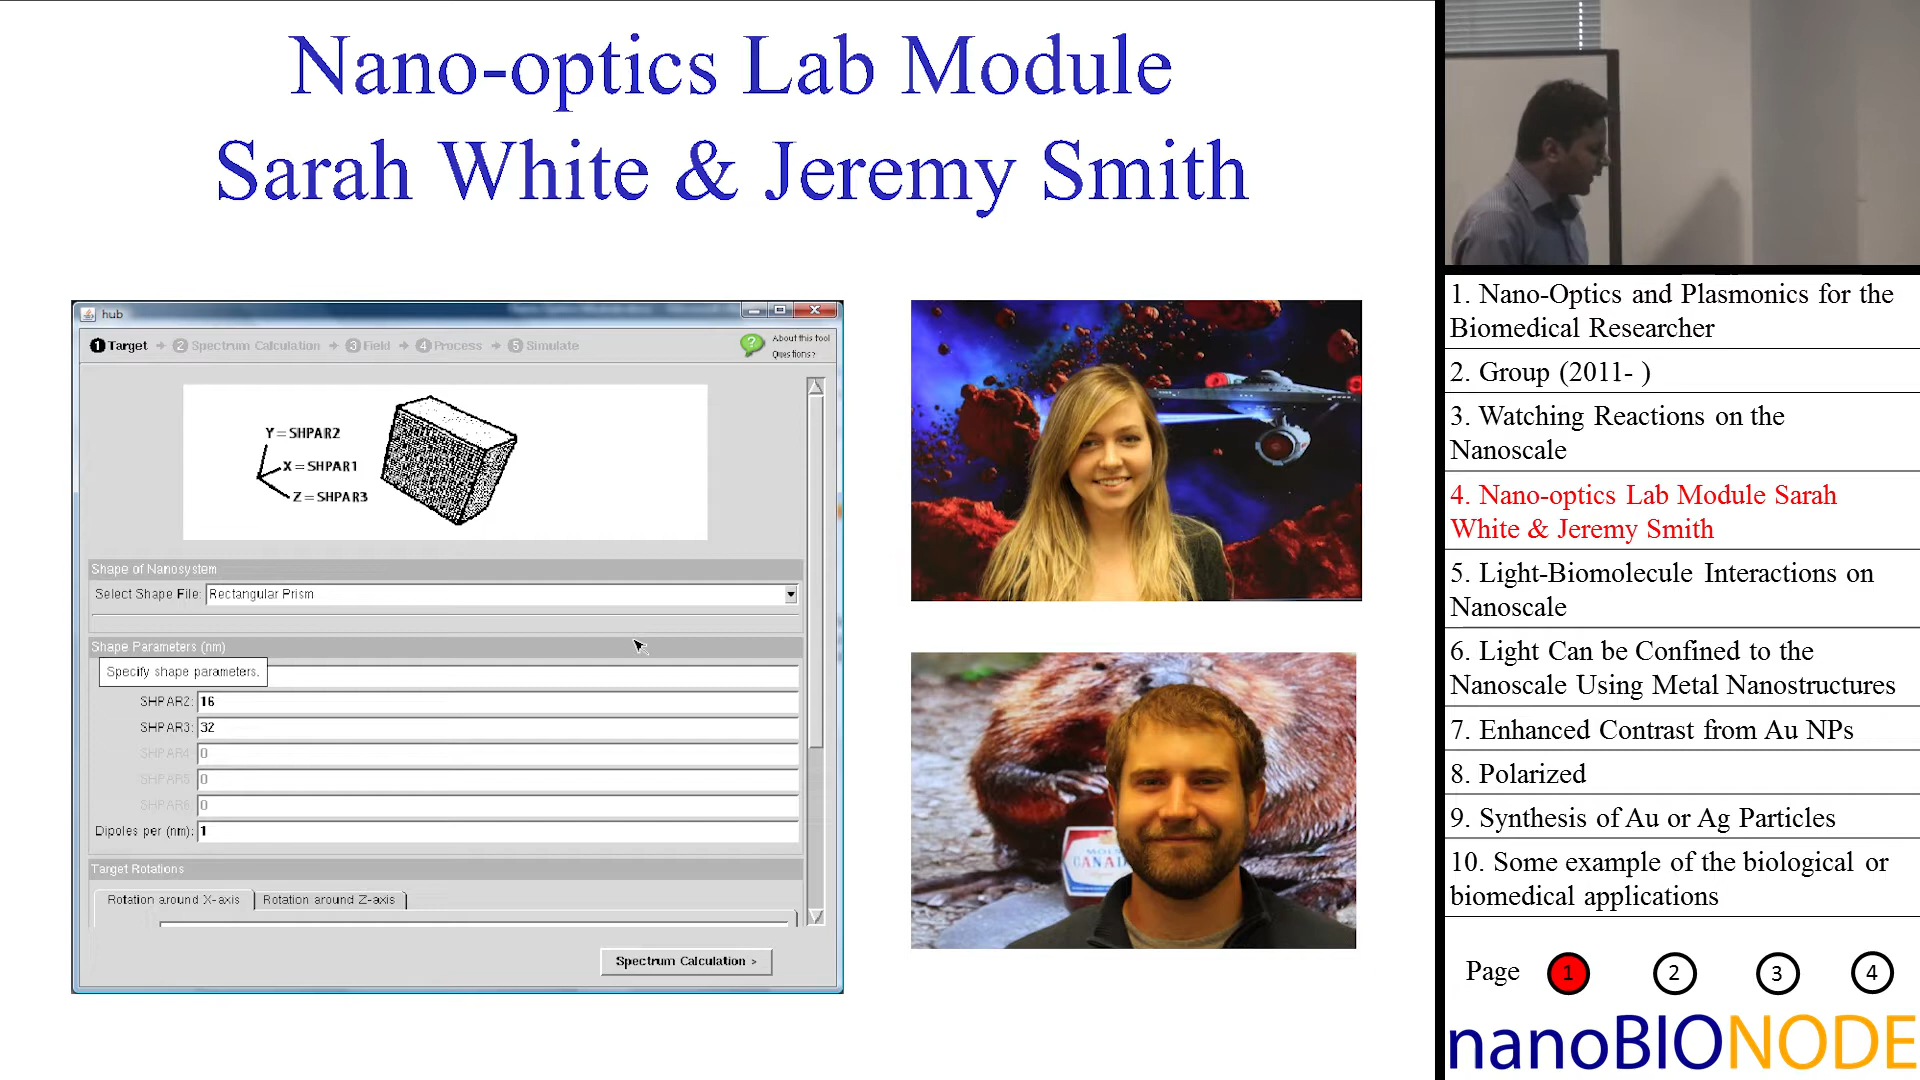 Nano-optics Lab Module
Sarah White & Jeremy Smith
hub
1 Target → 2 Spectrum Calculation → 3 Field → 4 Process → 5 Simulate
? About this tool
Questions?
Y=SHPAR2
X=SHPAR1
Z=SHPAR3
Shape of Nanosystem
Select Shape File: Rectangular Prism
Shape Parameters (nm)
Specify shape parameters.
SHPAR2: 16
SHPAR3: 32
SHPAR4: 0
SHPAR5: 0
SHPAR6: 0
Dipoles per (nm): 1
Target Rotations
Rotation around X-axis Rotation around Z-axis
Spectrum Calculation >
CANAD
1. Nano-Optics and Plasmonics for the
Biomedical Researcher
2. Group (2011- )
3. Watching Reactions on the
Nanoscale
4. Nano-optics Lab Module Sarah
White & Jeremy Smith
5. Light-Biomolecule Interactions on
Nanoscale
6. Light Can be Confined to the
Nanoscale Using Metal Nanostructures
7. Enhanced Contrast from Au NPs
8. Polarized
9. Synthesis of Au or Ag Particles
10. Some example of the biological or
biomedical applications
Page 1 2 3 4
nanoBIONODE